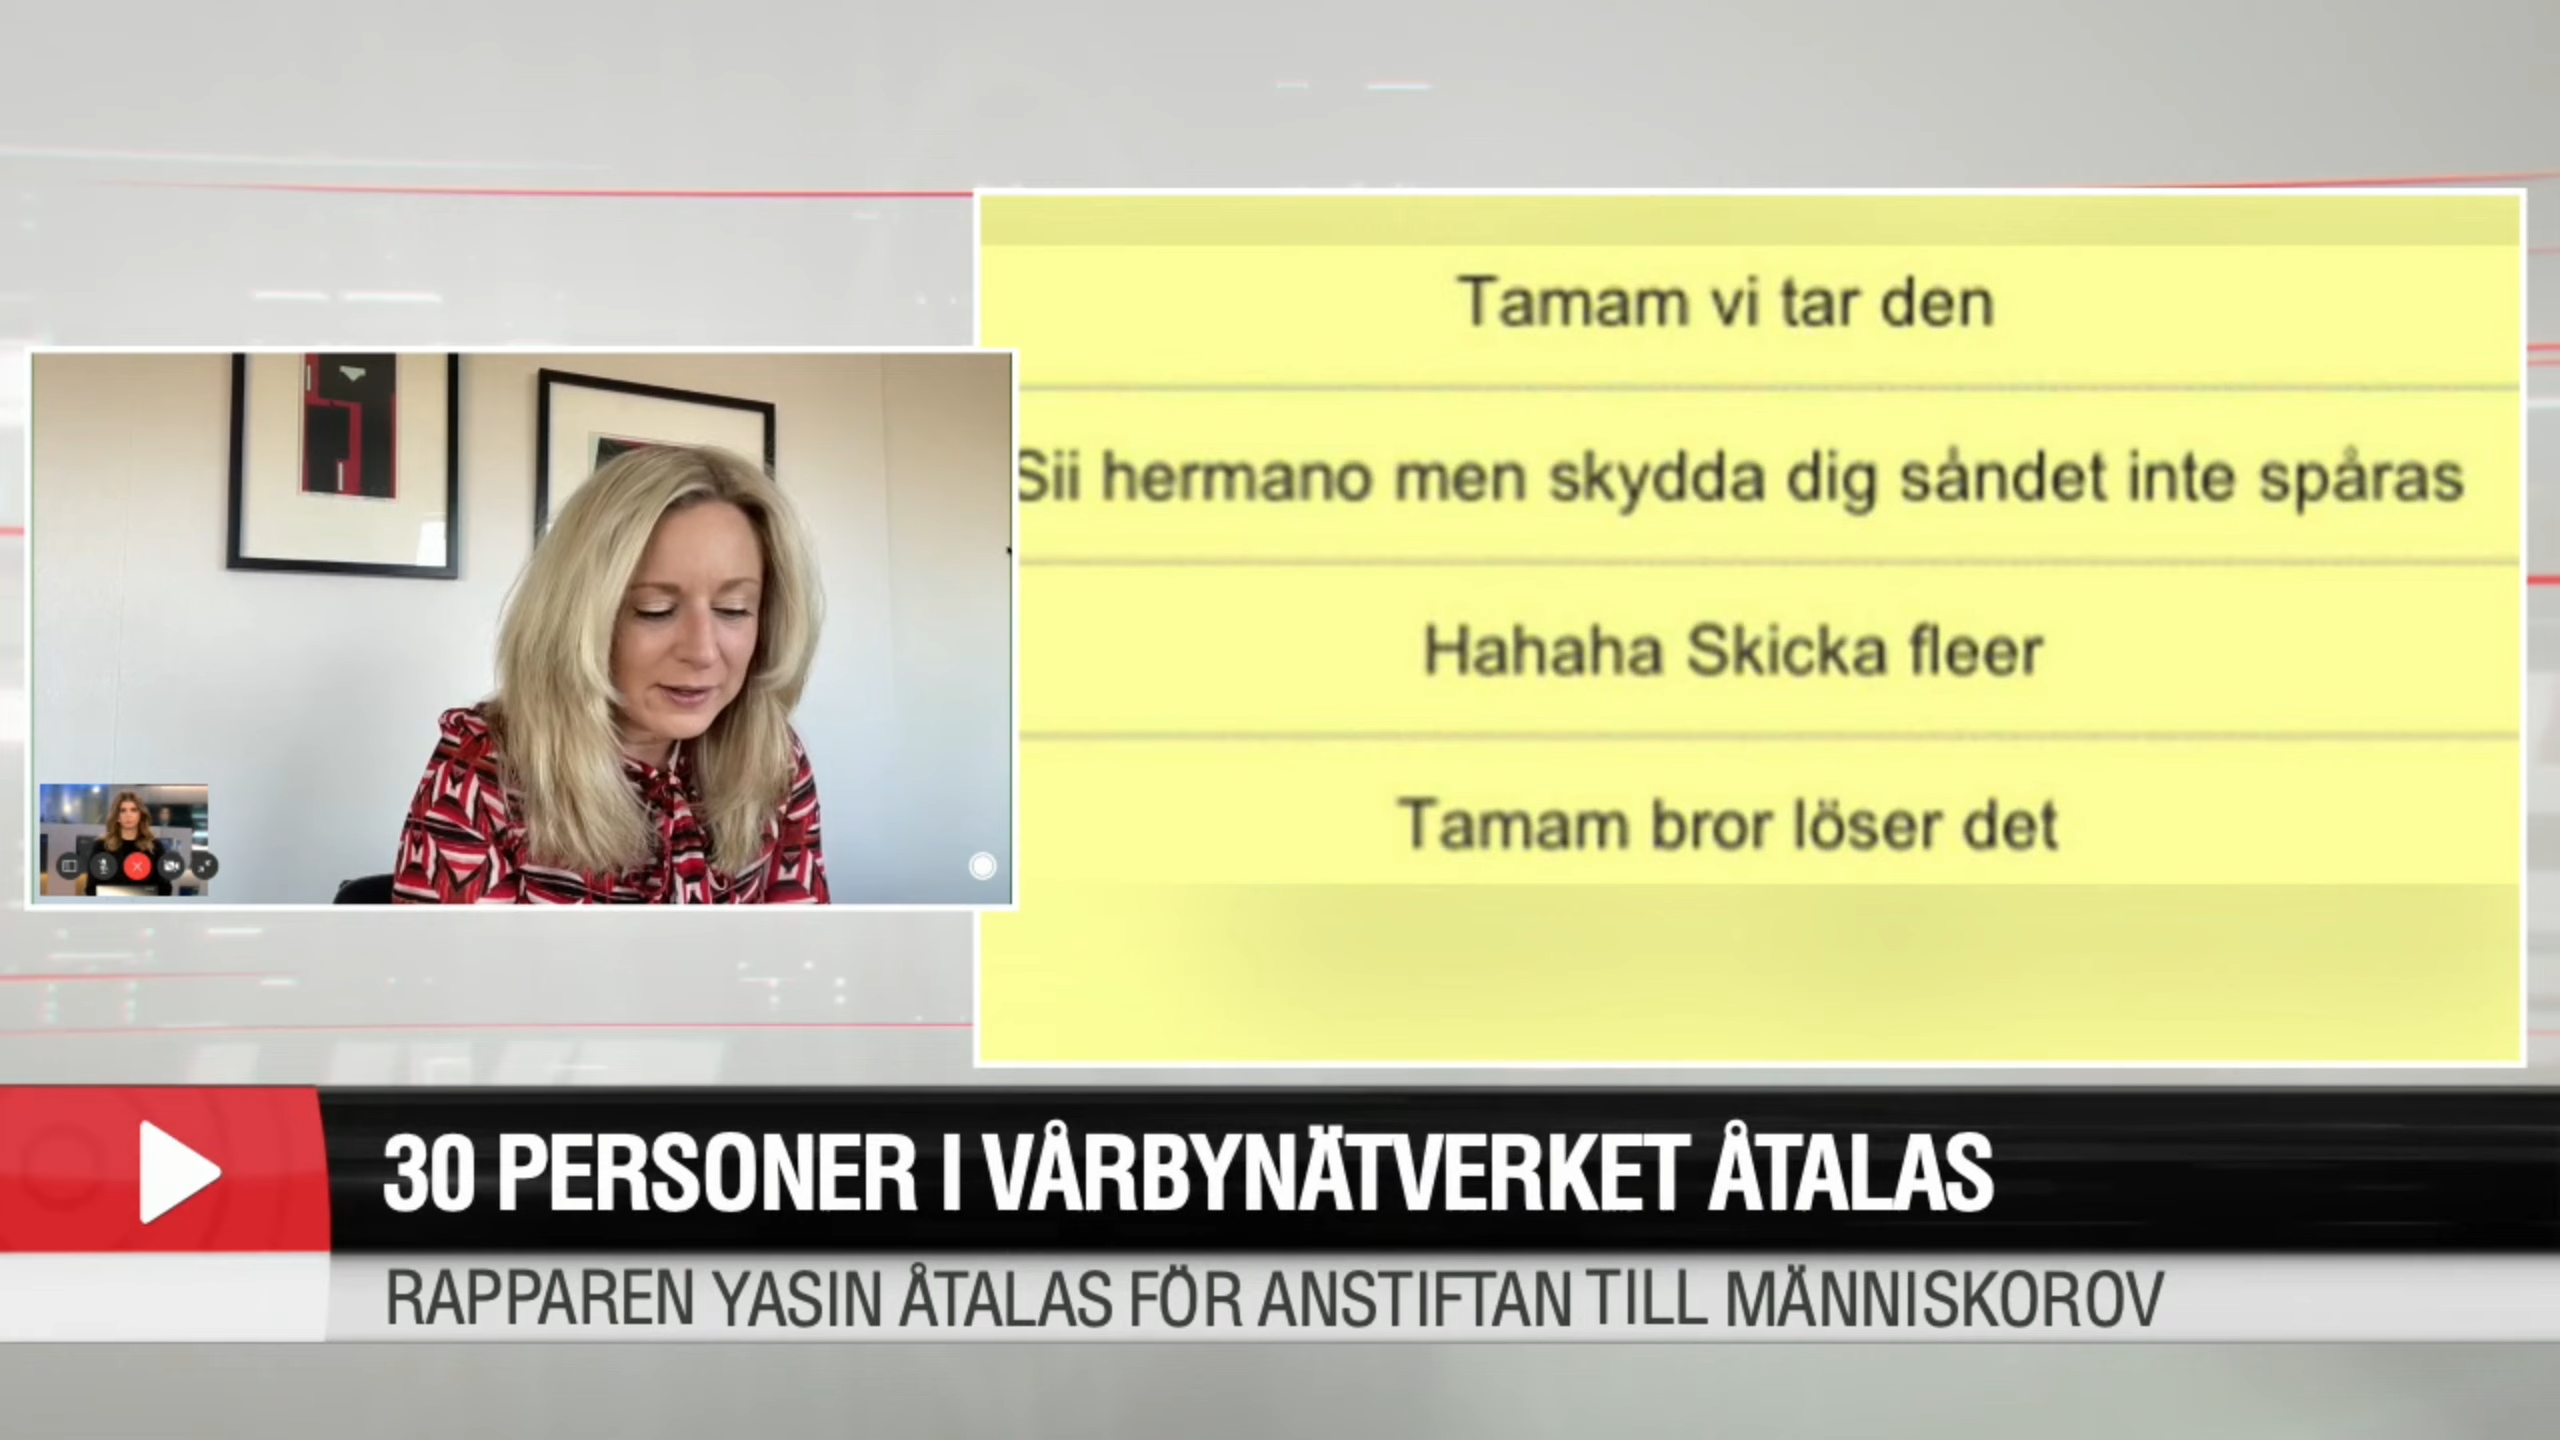 Tamam vi tar den
Sii hermano men skydda dig såndet inte spåras
Hahaha Skicka fleer
Tamam bror löser det
30 PERSONER I VÅRBYNÄTVERKET ÅTALAS
RAPPAREN YASIN ÅTALAS FÖR ANSTIFTAN TILL MÄNNISKOROV